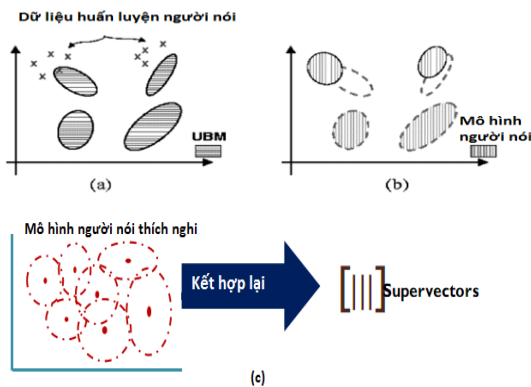 Dữ liệu huấn luyện người nói
UBM
(a)
Mô hình
người nói
(b)
Mô hình người nói thích nghi
Kết hợp lại
Supervectors
(c)